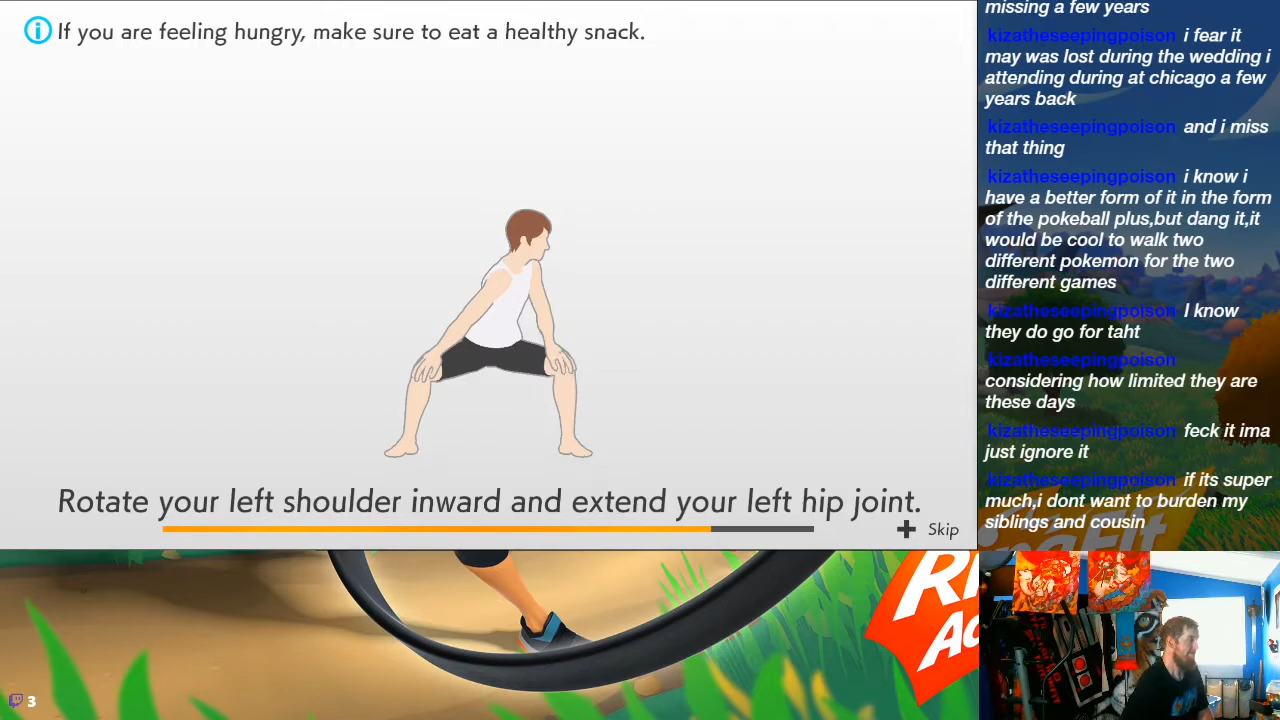 If you are feeling hungry, make sure to eat a healthy snack.
Rotate your left shoulder inward and extend your left hip joint.
Skip
missing a few years
kizatheseepingpoison i fear it
may was lost during the wedding i
attending during at chicago a few
years back
kizatheseepingpoison and i miss
that thing
kizatheseepingpoison i know i
have a better form of it in the form
of the pokeball plus,but dang it,it
would be cool to walk two
different pokemon for the two
different games
kizatheseepingpoison I know
they do go for taht
kizatheseepingpoison
considering how limited they are
these days
kizatheseepingpoison feck it ima
just ignore it
kizatheseepingpoison if its super
much,i dont want to burden my
siblings and cousin
3